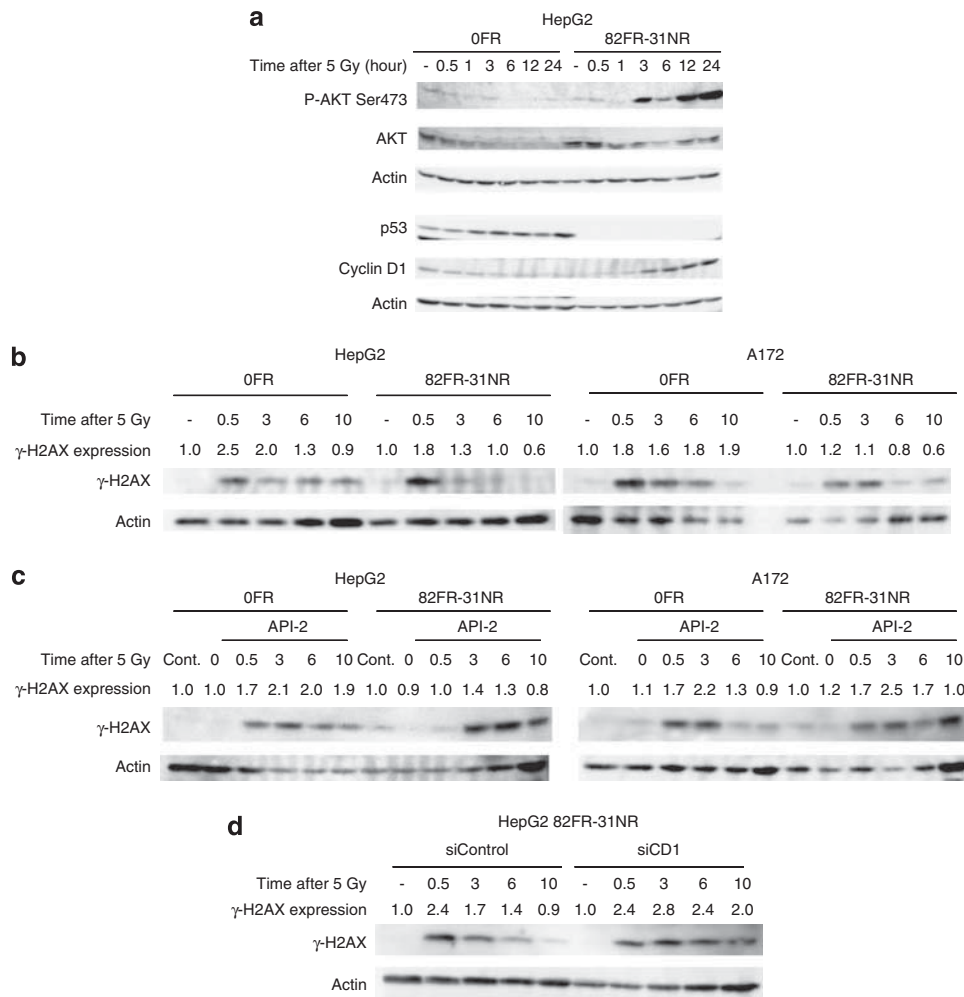 a
HepG2
0FR 82FR-31NR
Time after 5 Gy (hour) - 0.5 1 3 6 12 24 - 0.5 1 3 6 12 24
P-AKT Ser473
AKT
Actin
p53
Cyclin D1
Actin
b
HepG2 A172
0FR 82FR-31NR 0FR 82FR-31NR
Time after 5 Gy - 0.5 3 6 10 - 0.5 3 6 10 - 0.5 3 6 10 - 0.5 3 6 10
γ-H2AX expression 1.0 2.5 2.0 1.3 0.9 1.0 1.8 1.3 1.0 0.6 1.0 1.8 1.6 1.8 1.9 1.0 1.2 1.1 0.8 0.6
γ-H2AX
Actin
c
HepG2 A172
0FR 82FR-31NR 0FR 82FR-31NR
API-2 API-2 API-2 API-2
Time after 5 Gy Cont. 0 0.5 3 6 10 Cont. 0 0.5 3 6 10 Cont. 0 0.5 3 6 10 Cont. 0 0.5 3 6 10
γ-H2AX expression 1.0 1.0 1.7 2.1 2.0 1.9 1.0 0.9 1.0 1.4 1.3 0.8 1.0 1.1 1.7 2.2 1.3 0.9 1.0 1.2 1.7 2.5 1.7 1.0
γ-H2AX
Actin
d
HepG2 82FR-31NR
siControl siCD1
Time after 5 Gy - 0.5 3 6 10 - 0.5 3 6 10
γ-H2AX expression 1.0 2.4 1.7 1.4 0.9 1.0 2.4 2.8 2.4 2.0
γ-H2AX
Actin